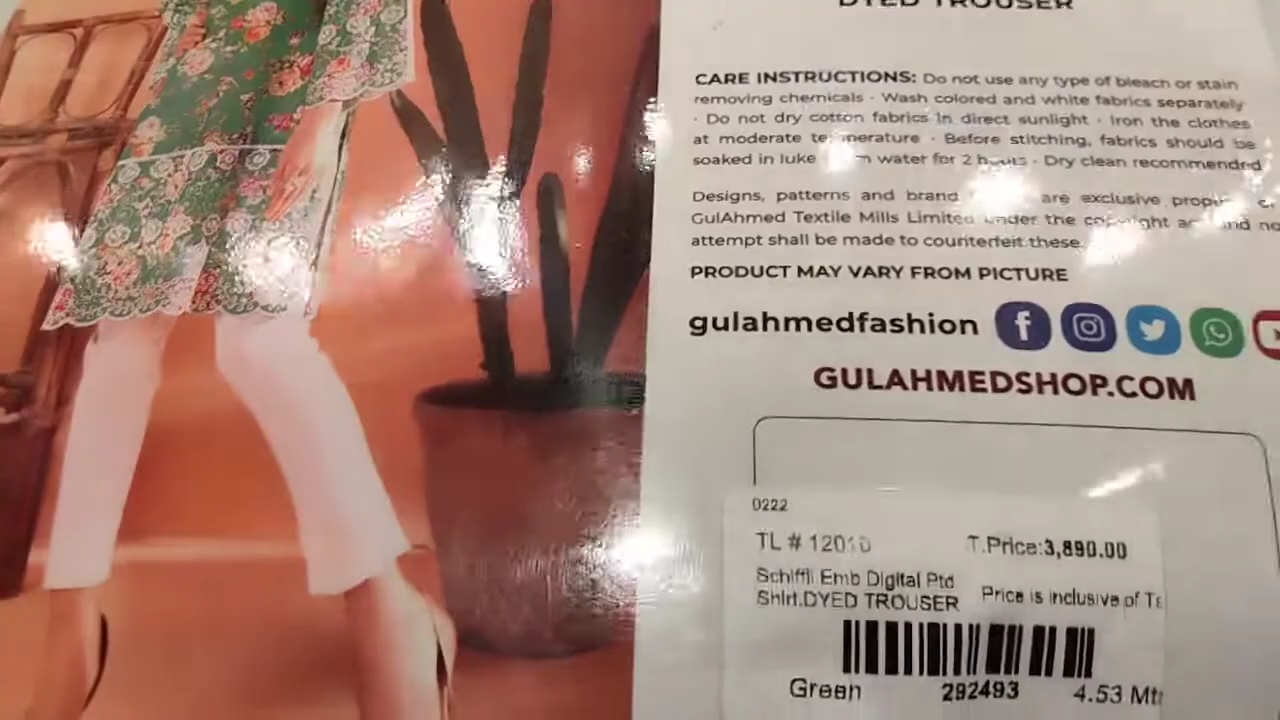 DYED TROUSER
CARE INSTRUCTIONS: Do not use any type of bleach or stain
removing chemicals · Wash colored and white fabrics separately
· Do not dry cotton fabrics in direct sunlight · Iron the clothes
at moderate temperature · Before stitching, fabrics should be
soaked in luke water for 2 hours · Dry clean recommended
Designs, patterns and brand are exclusive
GulAhmed Textile Mills Limited under the copyright and no
attempt shall be made to counterfeit these.
PRODUCT MAY VARY FROM PICTURE
gulahmedfashion
GULAHMEDSHOP.COM
0222
TL # T.Price:3,890.00
Schiffli Emb Digital Ptd
Shirt.DYED TROUSER Price is inclusive of
Green 292493 4.53